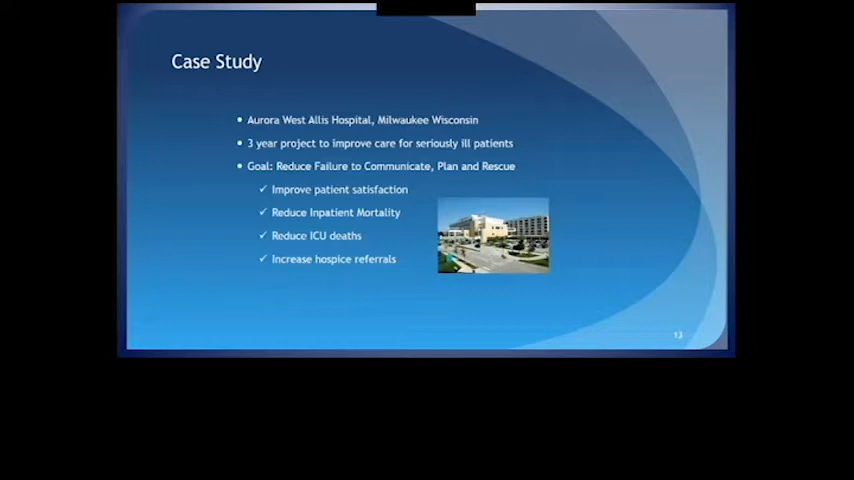 Case Study
Aurora West Allis Hospital, Milwaukee Wisconsin
3 year project to improve care for seriously ill patients
Goal: Reduce Failure to Communicate, Plan and Rescue
✓ Improve patient satisfaction
✓ Reduce Inpatient Mortality
✓ Reduce ICU deaths
✓ Increase hospice referrals
13